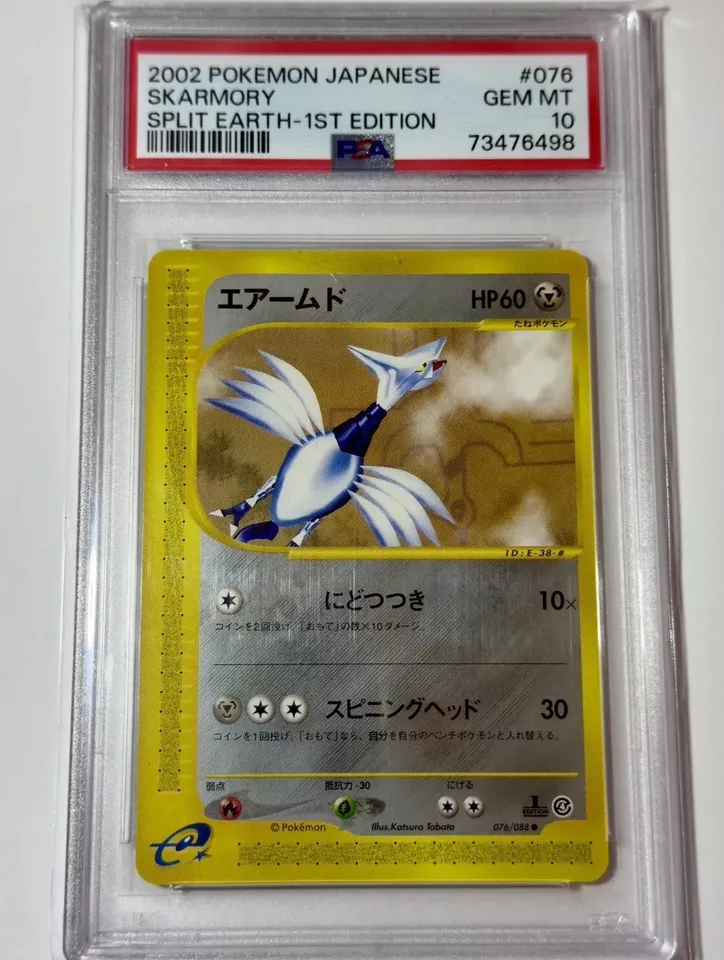 2002 POKEMON JAPANESE #076
SKARMORY GEM MT
SPLIT EARTH-1ST EDITION 10
PSA 73476498
エアームド HP60
たねポケモン
ID:E-38-#
にどつつき 10×
コインを2回投げ、「おもて」の数×10ダメージ。
スピニングヘッド 30
コインを1回投げ、「おもて」なら、自分を自分のベンチポケモンと入れ替える。
弱点 抵抗力-30 にげる
1 EDITION
© Pokémon Illus.Katsura Tabata 076/088
e